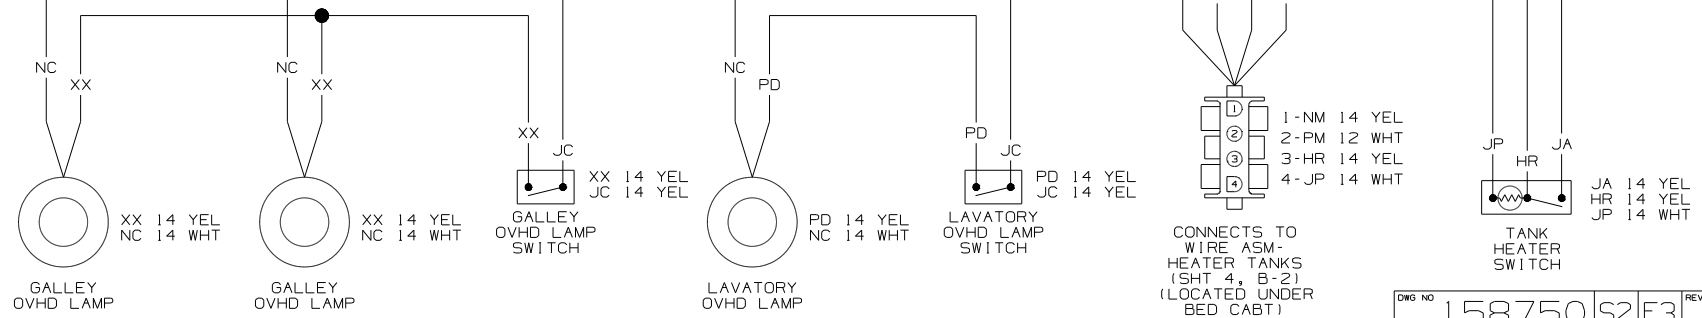 NC
XX
XX 14 YEL
NC 14 WHT
GALLEY
OVHD LAMP
NC
XX
XX 14 YEL
NC 14 WHT
GALLEY
OVHD LAMP
XX
JC
XX 14 YEL
JC 14 YEL
GALLEY
OVHD LAMP
SWITCH
NC
PD
PD 14 YEL
NC 14 WHT
LAVATORY
OVHD LAMP
PD
JC
PD 14 YEL
JC 14 YEL
LAVATORY
OVHD LAMP
SWITCH
1
2
3
4
1-NM 14 YEL
2-PM 12 WHT
3-HR 14 YEL
4-JP 14 WHT
CONNECTS TO
WIRE ASM-
HEATER TANKS
(SHT 4, B-2)
(LOCATED UNDER
BED CABT)
JP
HR
JA
JA 14 YEL
HR 14 YEL
JP 14 WHT
TANK
HEATER
SWITCH
DWG NO
158750
S2
F3
REV